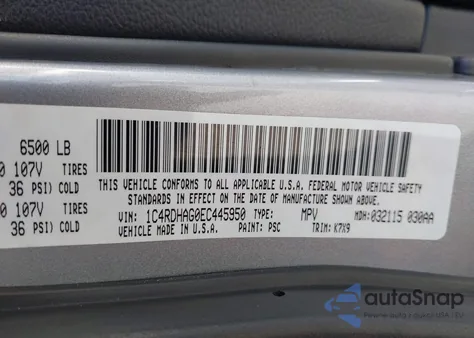 6500 LB
0 107V TIRES
36 PSI) COLD
0 107V TIRES
36 PSI) COLD
THIS VEHICLE CONFORMS TO ALL APPLICABLE U.S.A. FEDERAL MOTOR VEHICLE SAFETY
STANDARDS IN EFFECT ON THE DATE OF MANUFACTURE SHOWN ABOVE.
VIN: 1C4RDHAG0EC445950 TYPE: MPV MDH: 032115 030AA
VEHICLE MADE IN U.S.A. PAINT: PSC TRIM: K7X9
autoSnap